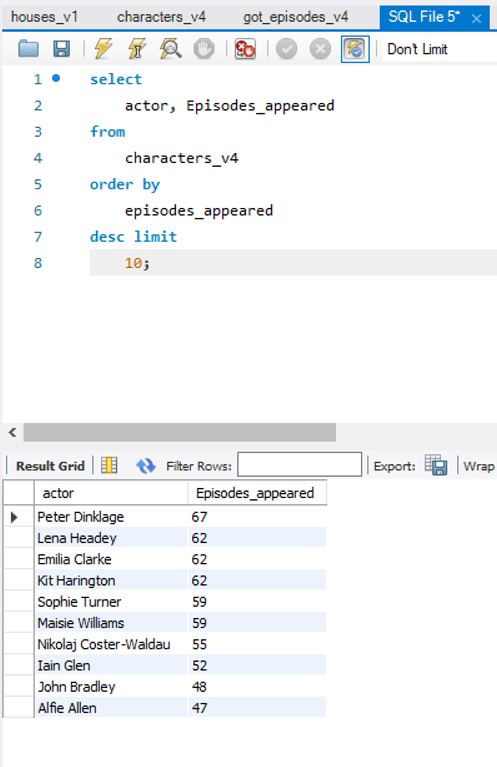 houses_v1 characters_v4 got_episodes_v4 SQL File 5*
Don't Limit
1 select
2 actor, Episodes_appeared
3 from
4 characters_v4
5 order by
6 episodes_appeared
7 desc limit
8 10;
Result Grid Filter Rows: Export: Wrap
actor Episodes_appeared
Peter Dinklage 67
Lena Headey 62
Emilia Clarke 62
Kit Harington 62
Sophie Turner 59
Maisie Williams 59
Nikolaj Coster-Waldau 55
Iain Glen 52
John Bradley 48
Alfie Allen 47